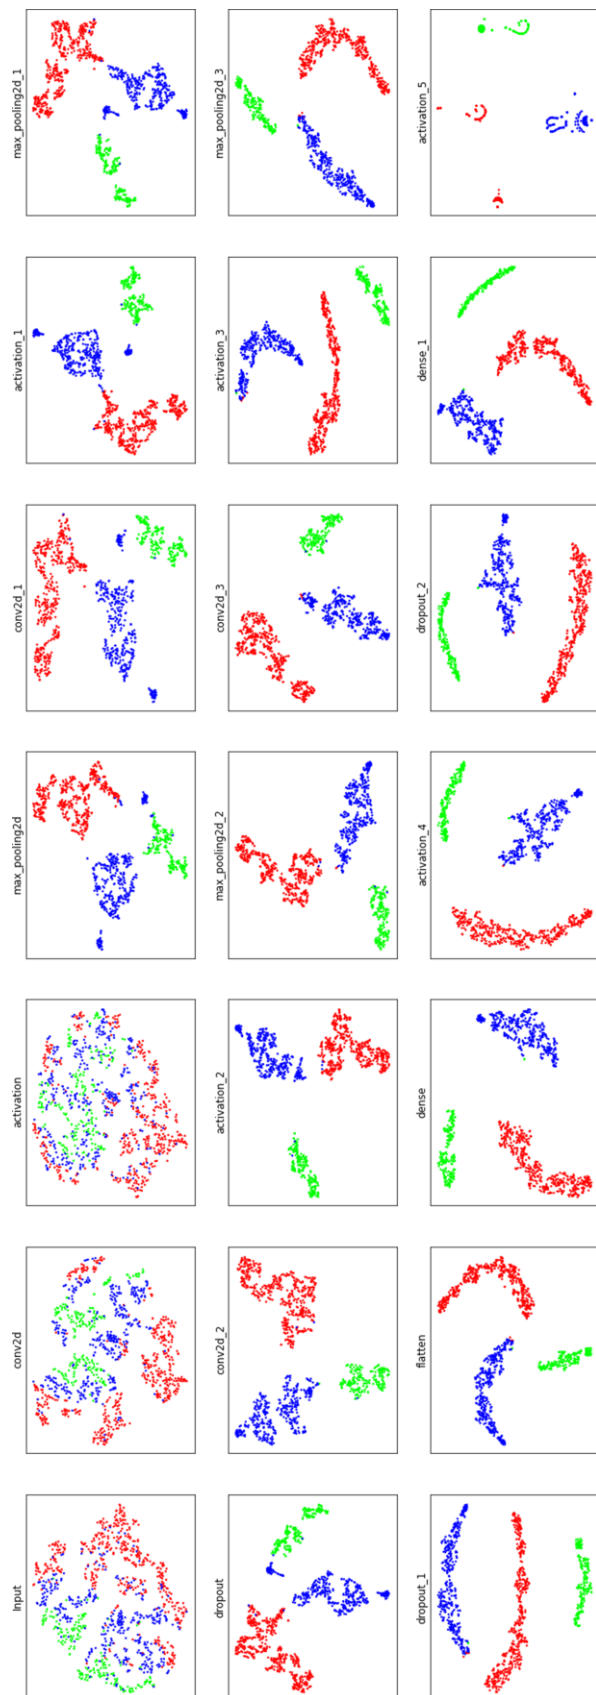 Input
conv2d
activation
max_pooling2d
conv2d_1
activation_1
max_pooling2d_1
dropout
conv2d_2
activation_2
max_pooling2d_2
conv2d_3
activation_3
max_pooling2d_3
dropout_1
flatten
dense
activation_4
dropout_2
dense_1
activation_5